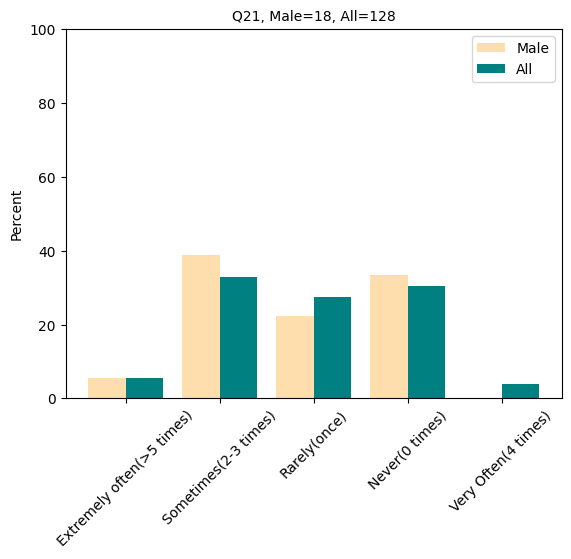 Q21, Male=18, All=128
Male
All
Percent
100
80
60
40
20
0
Extremely often(>5 times)
Sometimes(2-3 times)
Rarely(once)
Never(0 times)
Very Often(4 times)